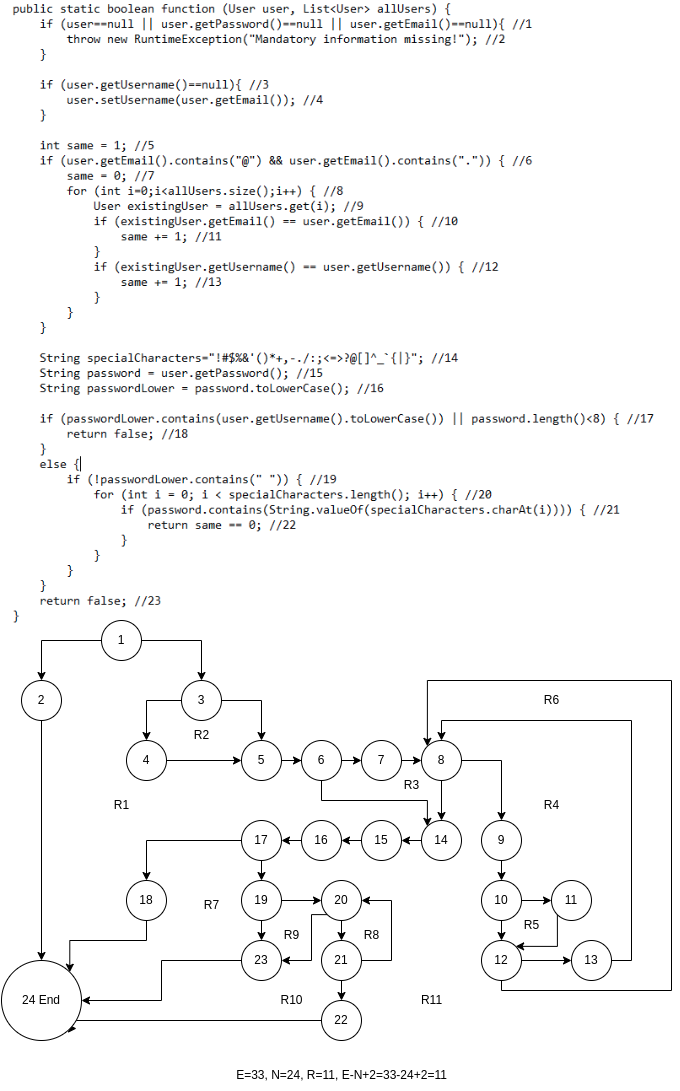 public static boolean function (User user, List<User> allUsers) {
if (user==null || user.getPassword()==null || user.getEmail()==null){ //1
throw new RuntimeException("Mandatory information missing!"); //2
}
if (user.getUsername()==null){ //3
user.setUsername(user.getEmail()); //4
}
int same = 1; //5
if (user.getEmail().contains("@") && user.getEmail().contains(".")) { //6
same = 0; //7
for (int i=0;i<allUsers.size();i++) { //8
User existingUser = allUsers.get(i); //9
if (existingUser.getEmail() == user.getEmail()) { //10
same += 1; //11
}
if (existingUser.getUsername() == user.getUsername()) { //12
same += 1; //13
}
}
}
String specialCharacters="!#$%&'()*+,-./:;<=>?@[]^_`{|}"; //14
String password = user.getPassword(); //15
String passwordLower = password.toLowerCase(); //16
if (passwordLower.contains(user.getUsername().toLowerCase()) || password.length()<8) { //17
return false; //18
}
else {
if (!passwordLower.contains(" ")) { //19
for (int i = 0; i < specialCharacters.length(); i++) { //20
if (password.contains(String.valueOf(specialCharacters.charAt(i)))) { //21
return same == 0; //22
}
}
}
}
return false; //23
}
1
2
3
R6
R2
4
5
6
7
8
R3
R1
R4
17
16
15
14
9
18
R7
19
20
10
11
R9
R8
R5
23
21
12
13
24 End
R10
R11
22
E=33, N=24, R=11, E-N+2=33-24+2=11